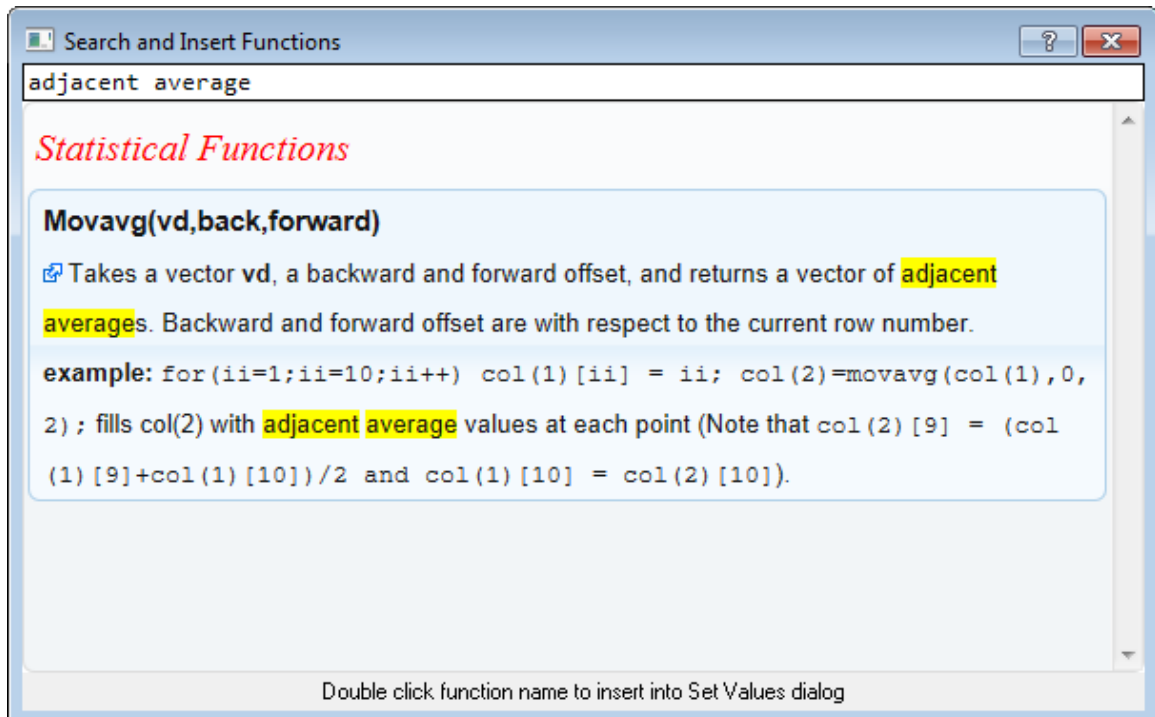 Search and Insert Functions
adjacent average
Statistical Functions
Movavg(vd,back,forward)
Takes a vector vd, a backward and forward offset, and returns a vector of adjacent
averages. Backward and forward offset are with respect to the current row number.
example: for(ii=1;ii=10;ii++) col(1)[ii] = ii; col(2)=movavg(col(1),0,
2); fills col(2) with adjacent average values at each point (Note that col(2)[9] = (col
(1)[9]+col(1)[10])/2 and col(1)[10] = col(2)[10]).
Double click function name to insert into Set Values dialog